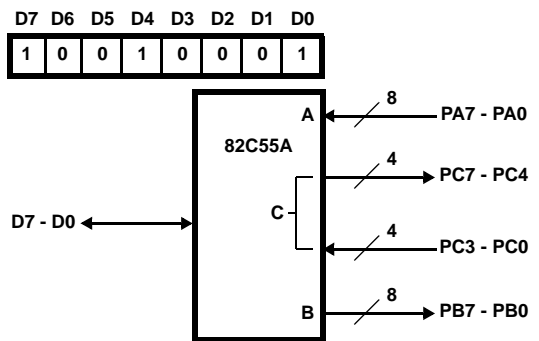 D7 D6 D5 D4 D3 D2 D1 D0
1 0 0 1 0 0 0 1
A 8 PA7 - PA0
82C55A
4 PC7 - PC4
D7 - D0 C
4 PC3 - PC0
B 8 PB7 - PB0